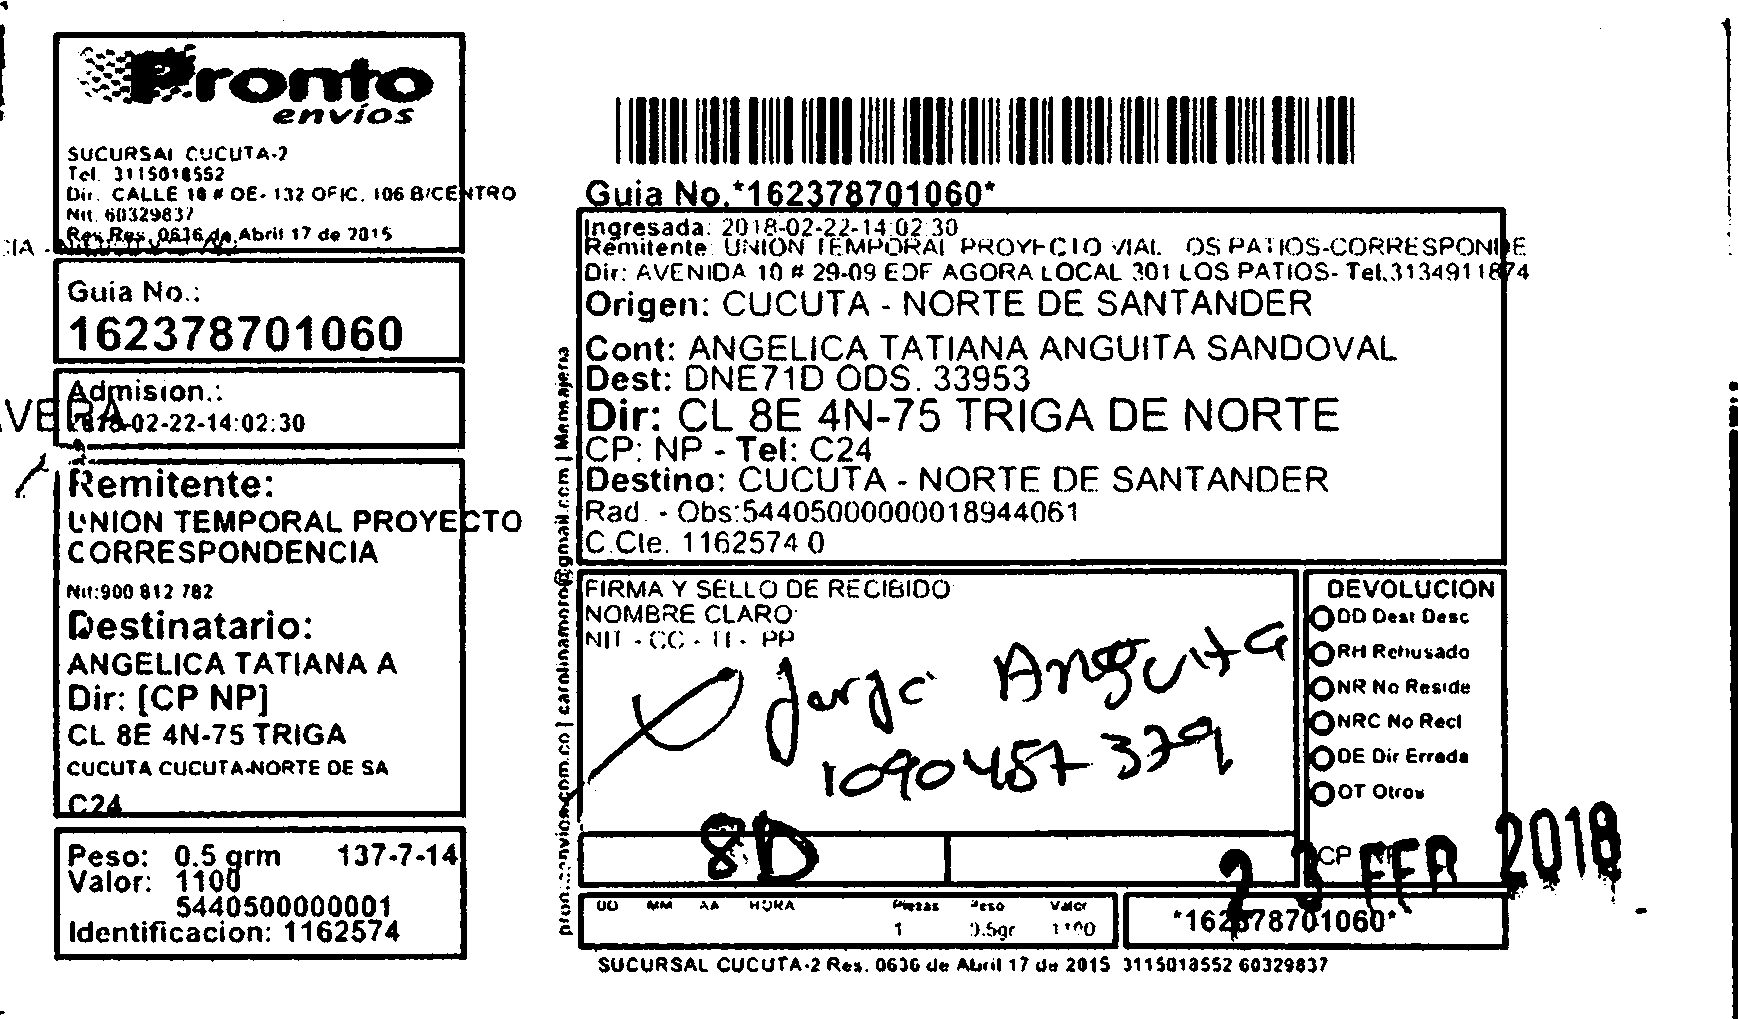 Pronto
envíos
SUCURSAL CUCUTA-2
Tel. 3115018552
Dir. CALLE 10 # OE- 132 OFIC. 106 B/CENTRO
Nit. 60329837
Res Res. 0636 de Abril 17 de 2015
Guia No.:
162378701060
Admision.:
2018-02-22-14:02:30
Remitente:
UNION TEMPORAL PROYECTO
CORRESPONDENCIA
Nit:900 812 782
Destinatario:
ANGELICA TATIANA A
Dir: [CP NP]
CL 8E 4N-75 TRIGA
CUCUTA CUCUTA-NORTE DE SA
C24
Peso: 0.5 grm 137-7-14
Valor: 1100
5440500000001
Identificacion: 1162574
Guia No.*162378701060*
Ingresada: 2018-02-22-14:02:30
Remitente: UNION TEMPORAL PROYECTO VIAL LOS PATIOS-CORRESPONDE
Dir: AVENIDA 10 # 29-09 EDF AGORA LOCAL 301 LOS PATIOS- Tel.3134911874
Origen: CUCUTA - NORTE DE SANTANDER
Cont: ANGELICA TATIANA ANGUITA SANDOVAL
Dest: DNE71D ODS. 33953
Dir: CL 8E 4N-75 TRIGA DE NORTE
CP: NP - Tel: C24
Destino: CUCUTA - NORTE DE SANTANDER
Rad. - Obs:54405000000018944061
C.Cle. 1162574 0
FIRMA Y SELLO DE RECIBIDO
NOMBRE CLARO
NIT - CC - TI - PP
Anguita
1090457379
8D
DEVOLUCION
DD Dest Desc
RH Rehusado
NR No Reside
NRC No Recl
DE Dir Errada
OT Otros
CP
23 FEB 2018
DD MM AA HORA Piezas Peso Valor
1 0.5gr 1100
*162378701060*
SUCURSAL CUCUTA-2 Res. 0636 de Abril 17 de 2015 3115018552 60329837